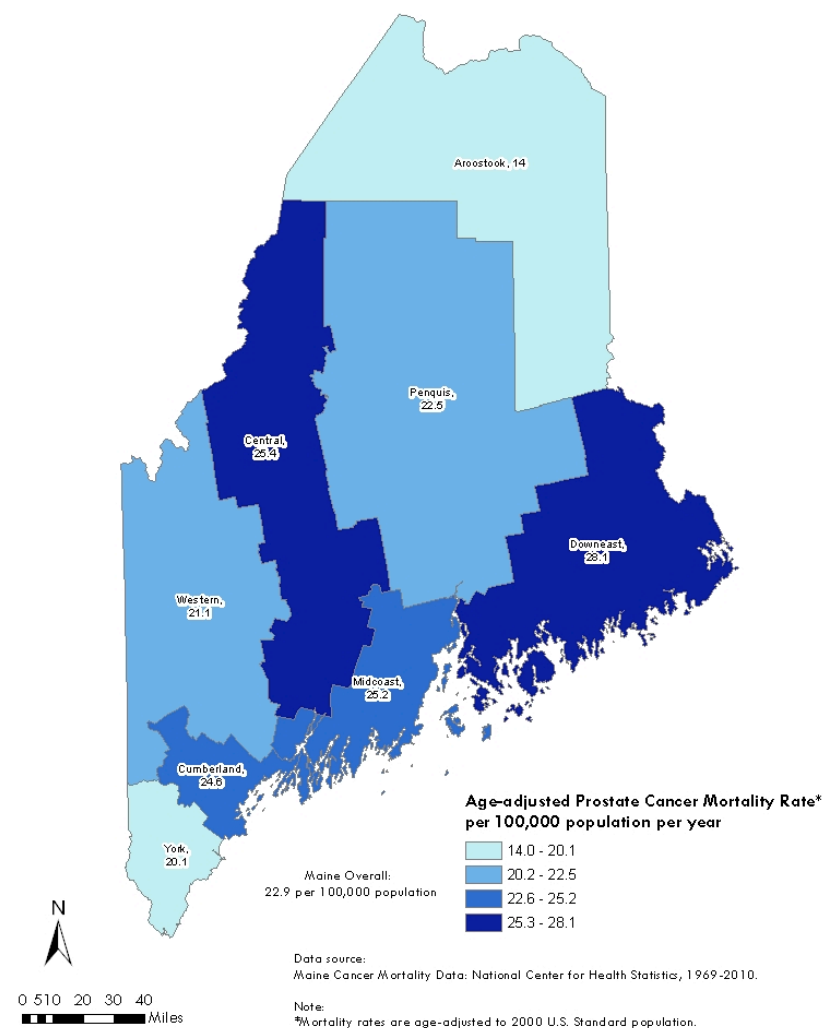 Aroostook, 14
Penquis,
22.5
Central,
25.4
Downeast,
28.1
Western,
21.1
Midcoast,
25.2
Cumberland,
24.6
York,
20.1
Age-adjusted Prostate Cancer Mortality Rate*
per 100,000 population per year
14.0 - 20.1
20.2 - 22.5
22.6 - 25.2
25.3 - 28.1
Maine Overall:
22.9 per 100,000 population
N
Data source:
Maine Cancer Mortality Data: National Center for Health Statistics, 1969-2010.
0 510 20 30 40
Miles
Note:
*Mortality rates are age-adjusted to 2000 U.S. Standard population.